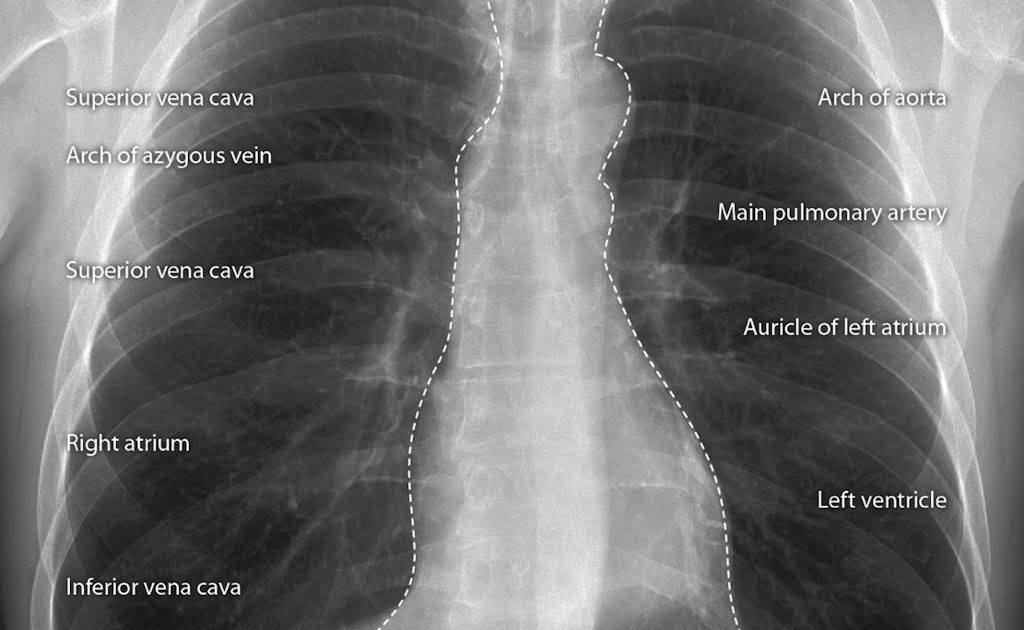 Superior vena cava
Arch of aorta
Arch of azygous vein
Main pulmonary artery
Superior vena cava
Auricle of left atrium
Right atrium
Left ventricle
Inferior vena cava